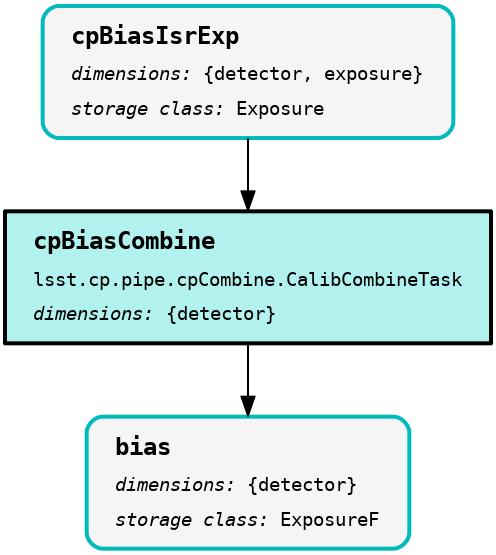 cpBiasIsrExp
dimensions: {detector, exposure}
storage class: Exposure
cpBiasCombine
lsst.cp.pipe.cpCombine.CalibCombineTask
dimensions: {detector}
bias
dimensions: {detector}
storage class: ExposureF